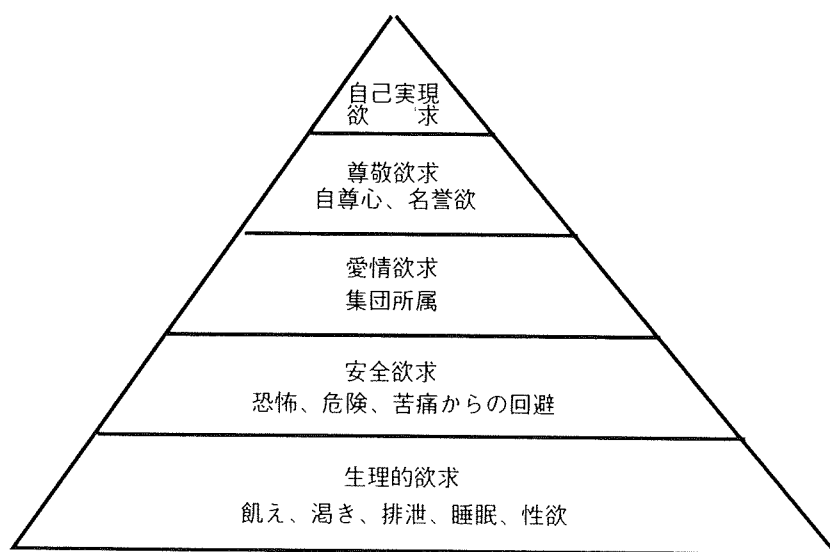 自己実現
欲　　求
尊敬欲求
自尊心、名誉欲
愛情欲求
集団所属
安全欲求
恐怖、危険、苦痛からの回避
生理的欲求
飢え、渇き、排泄、睡眠、性欲